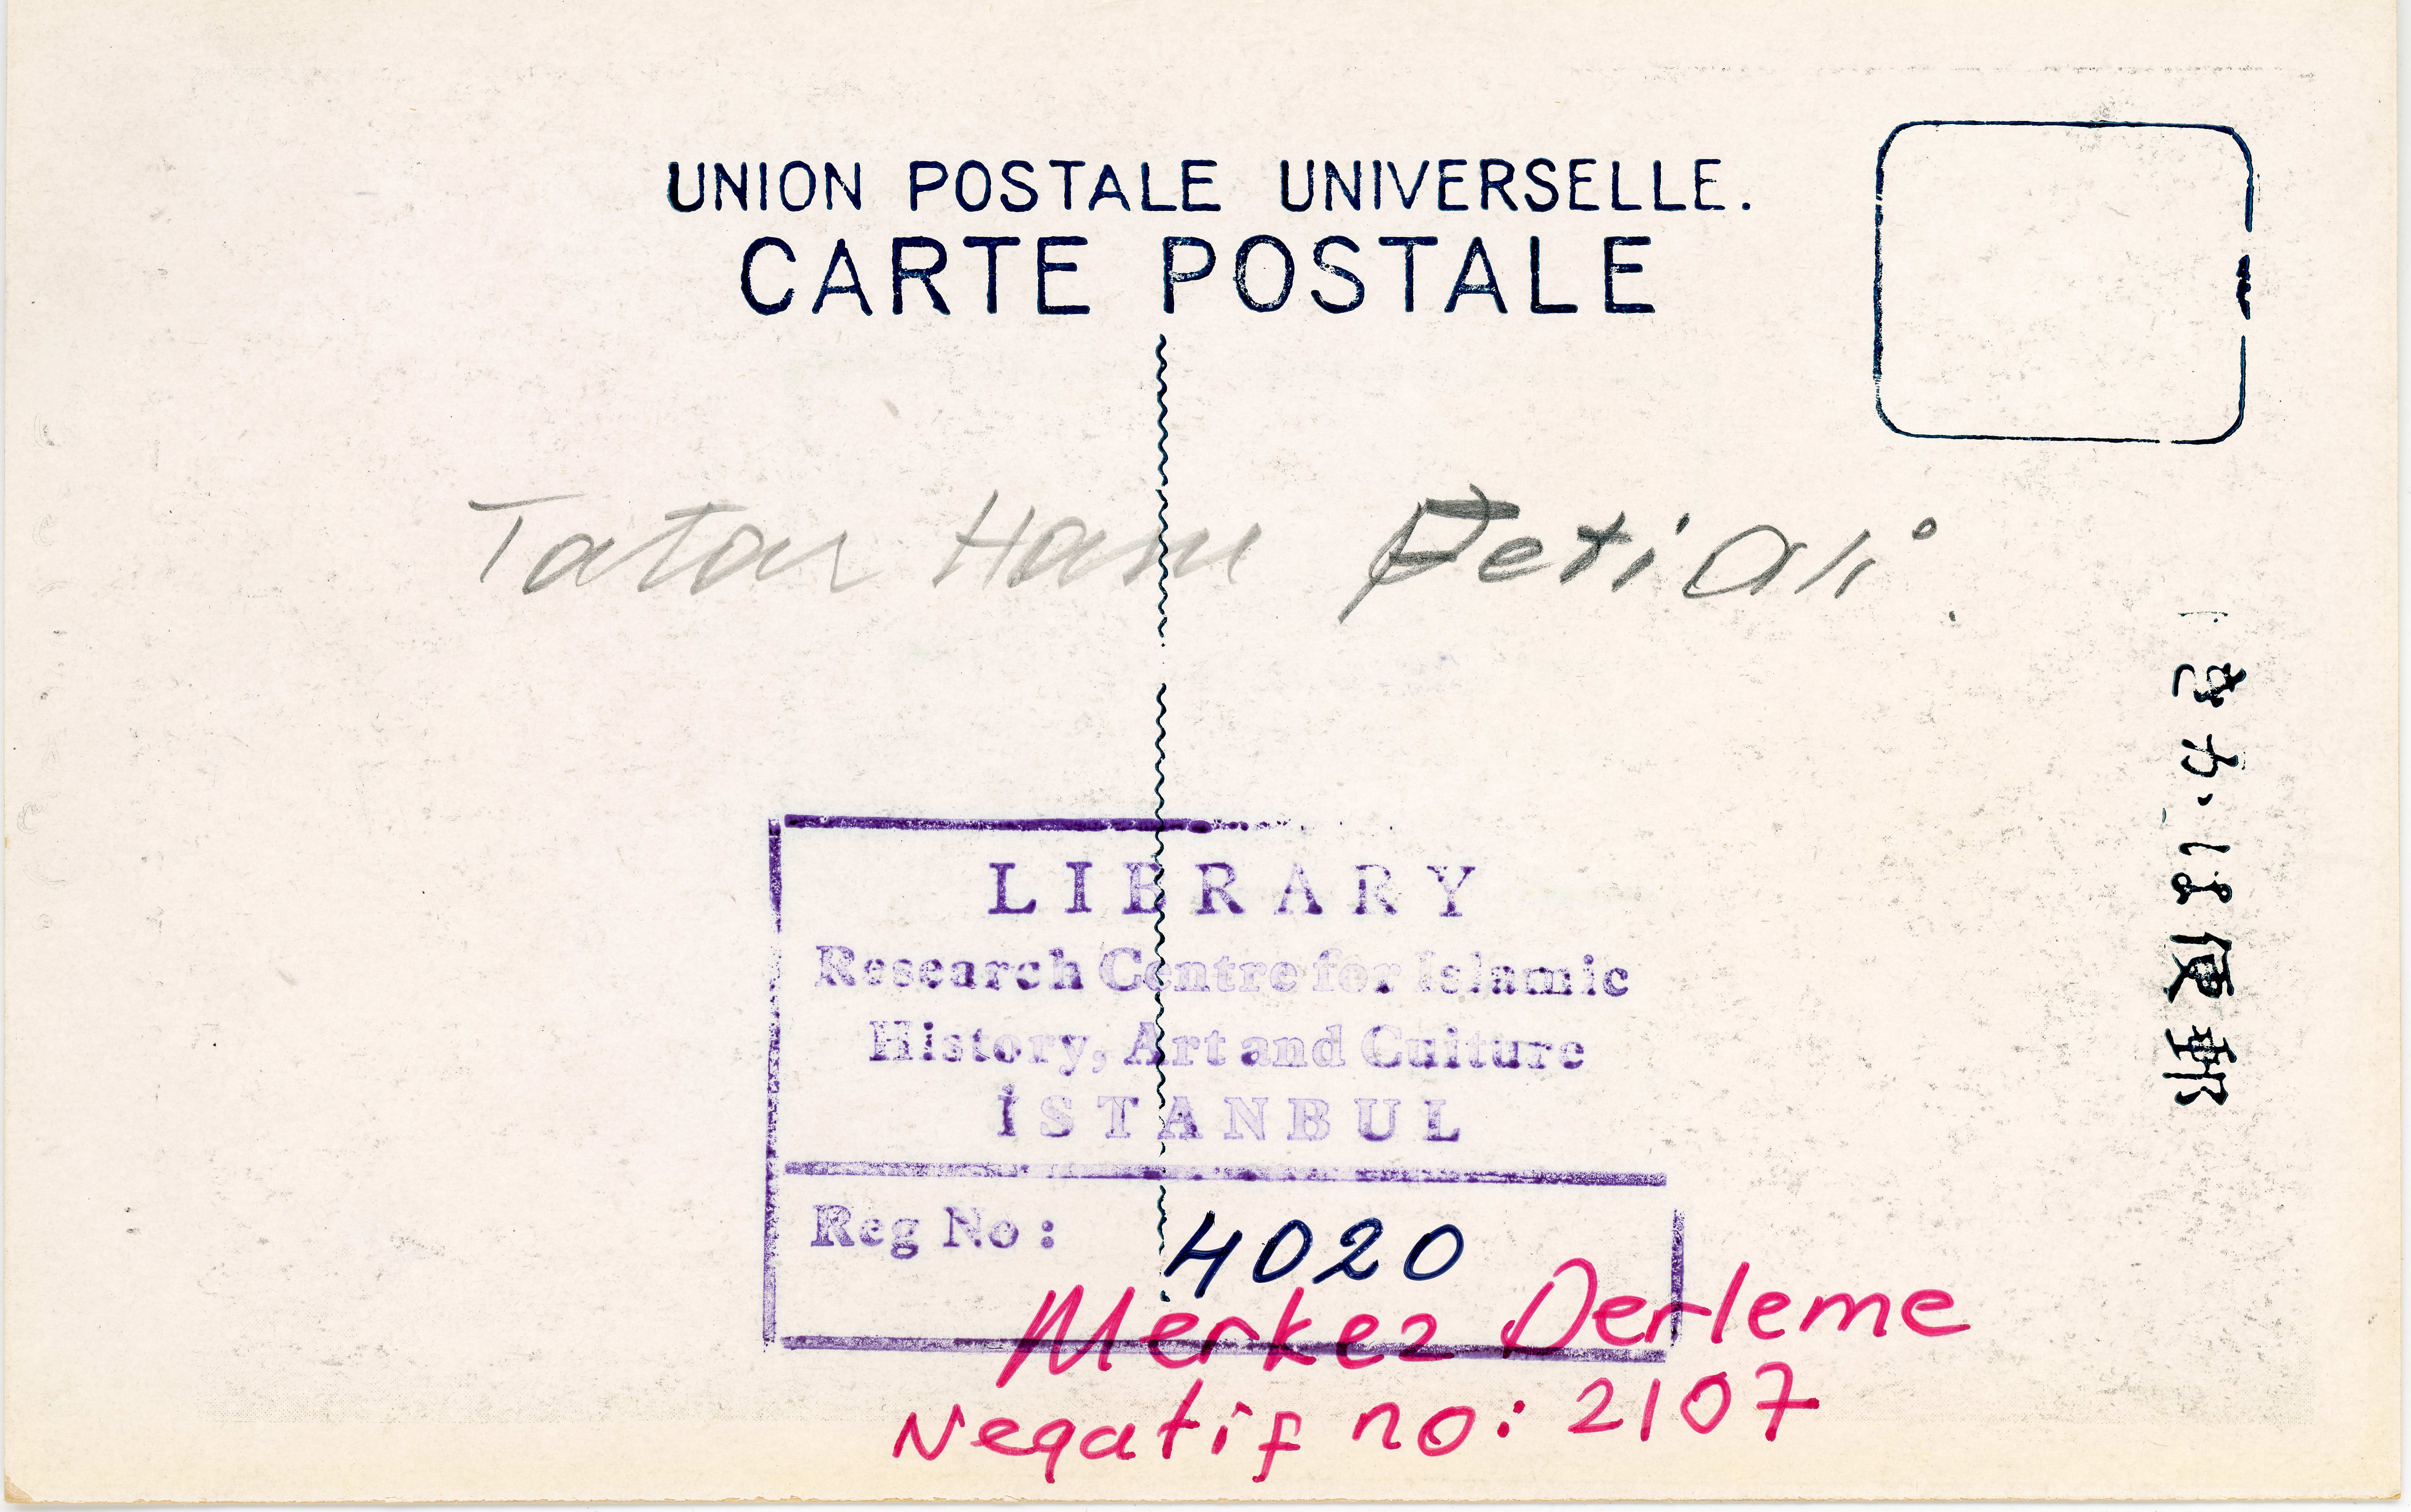 UNION POSTALE UNIVERSELLE.
CARTE POSTALE
Tatar Hanı
郵便はかき
LIBRARY
Research Centre for Islamic
History, Art and Culture
İSTANBUL
Reg No: 4020
Merkez Derleme
Negatif no: 2107